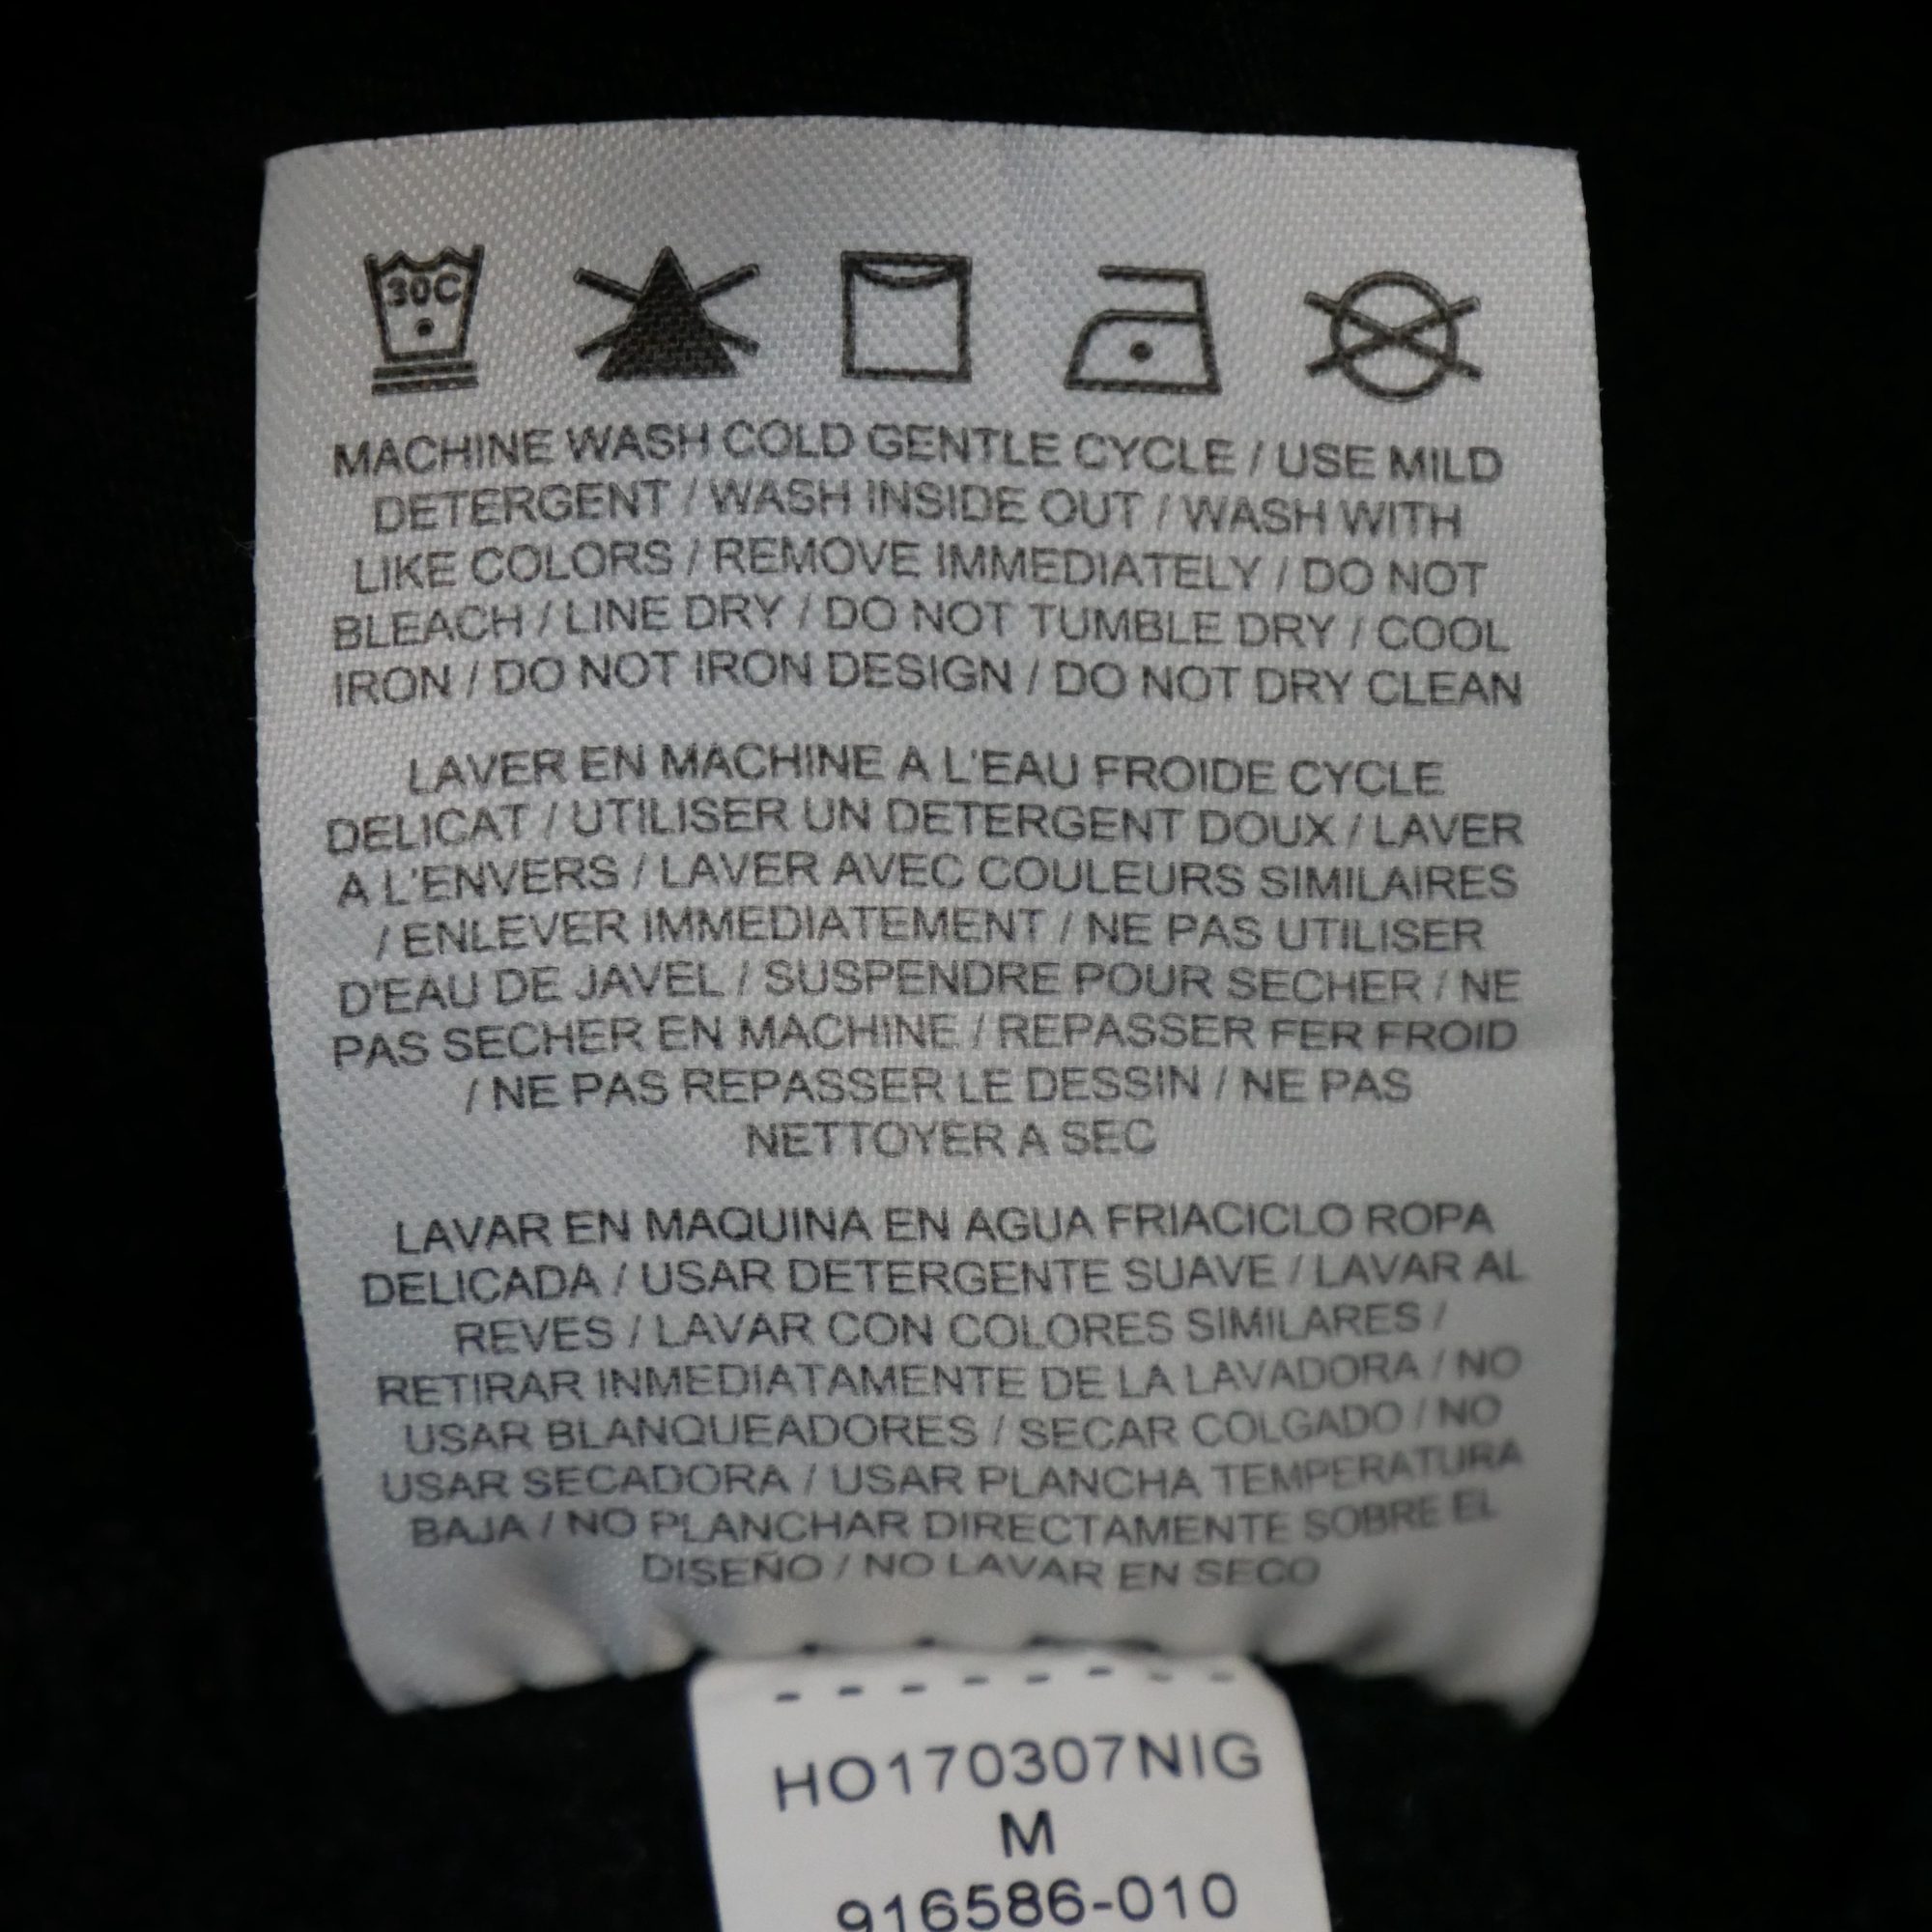 30C
MACHINE WASH COLD GENTLE CYCLE / USE MILD
DETERGENT / WASH INSIDE OUT / WASH WITH
LIKE COLORS / REMOVE IMMEDIATELY / DO NOT
BLEACH / LINE DRY / DO NOT TUMBLE DRY / COOL
IRON / DO NOT IRON DESIGN / DO NOT DRY CLEAN
LAVER EN MACHINE A L'EAU FROIDE CYCLE
DELICAT / UTILISER UN DETERGENT DOUX / LAVER
A L'ENVERS / LAVER AVEC COULEURS SIMILAIRES
/ ENLEVER IMMEDIATEMENT / NE PAS UTILISER
D'EAU DE JAVEL / SUSPENDRE POUR SECHER / NE
PAS SECHER EN MACHINE / REPASSER FER FROID
/ NE PAS REPASSER LE DESSIN / NE PAS
NETTOYER A SEC
LAVAR EN MAQUINA EN AGUA FRIACICLO ROPA
DELICADA / USAR DETERGENTE SUAVE / LAVAR AL
REVES / LAVAR CON COLORES SIMILARES /
RETIRAR INMEDIATAMENTE DE LA LAVADORA / NO
USAR BLANQUEADORES / SECAR COLGADO / NO
USAR SECADORA / USAR PLANCHA TEMPERATURA
BAJA / NO PLANCHAR DIRECTAMENTE SOBRE EL
DISEÑO / NO LAVAR EN SECO
HO170307NIG
M
916586-010